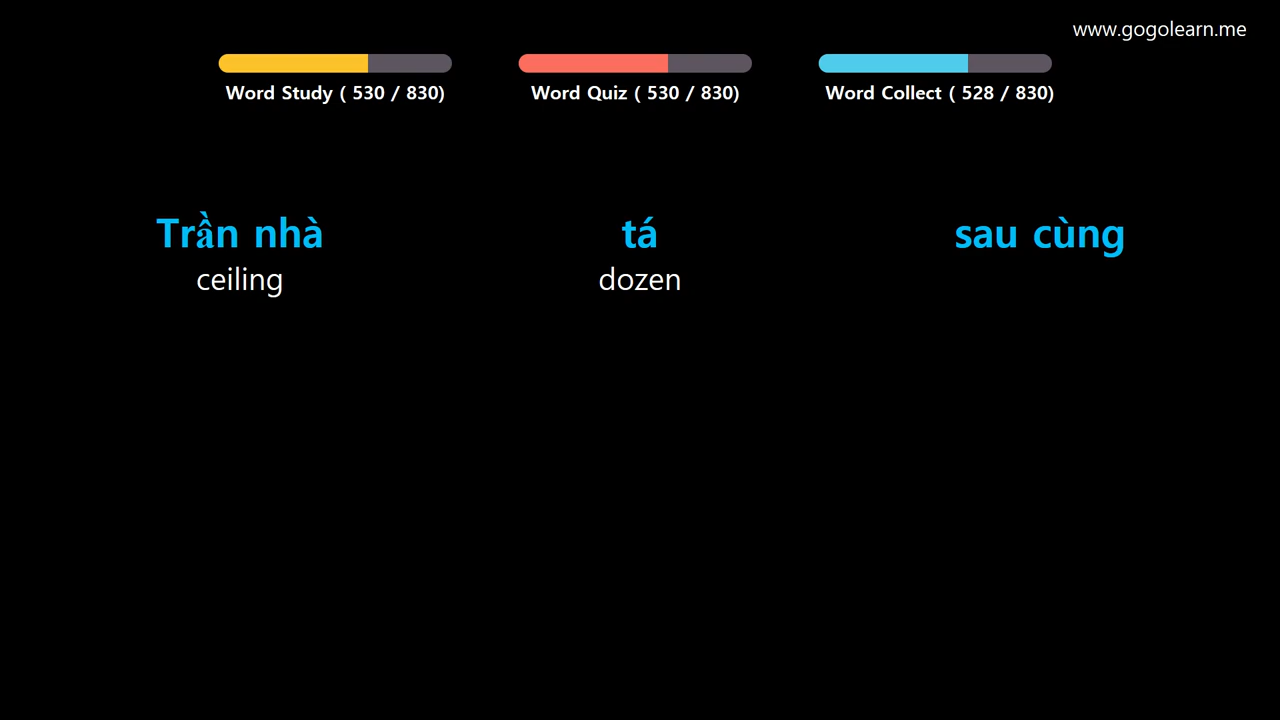 www.gogolearn.me
Word Study ( 530 / 830)
Word Quiz ( 530 / 830)
Word Collect ( 528 / 830)
Trần nhà
ceiling
tá
dozen
sau cùng